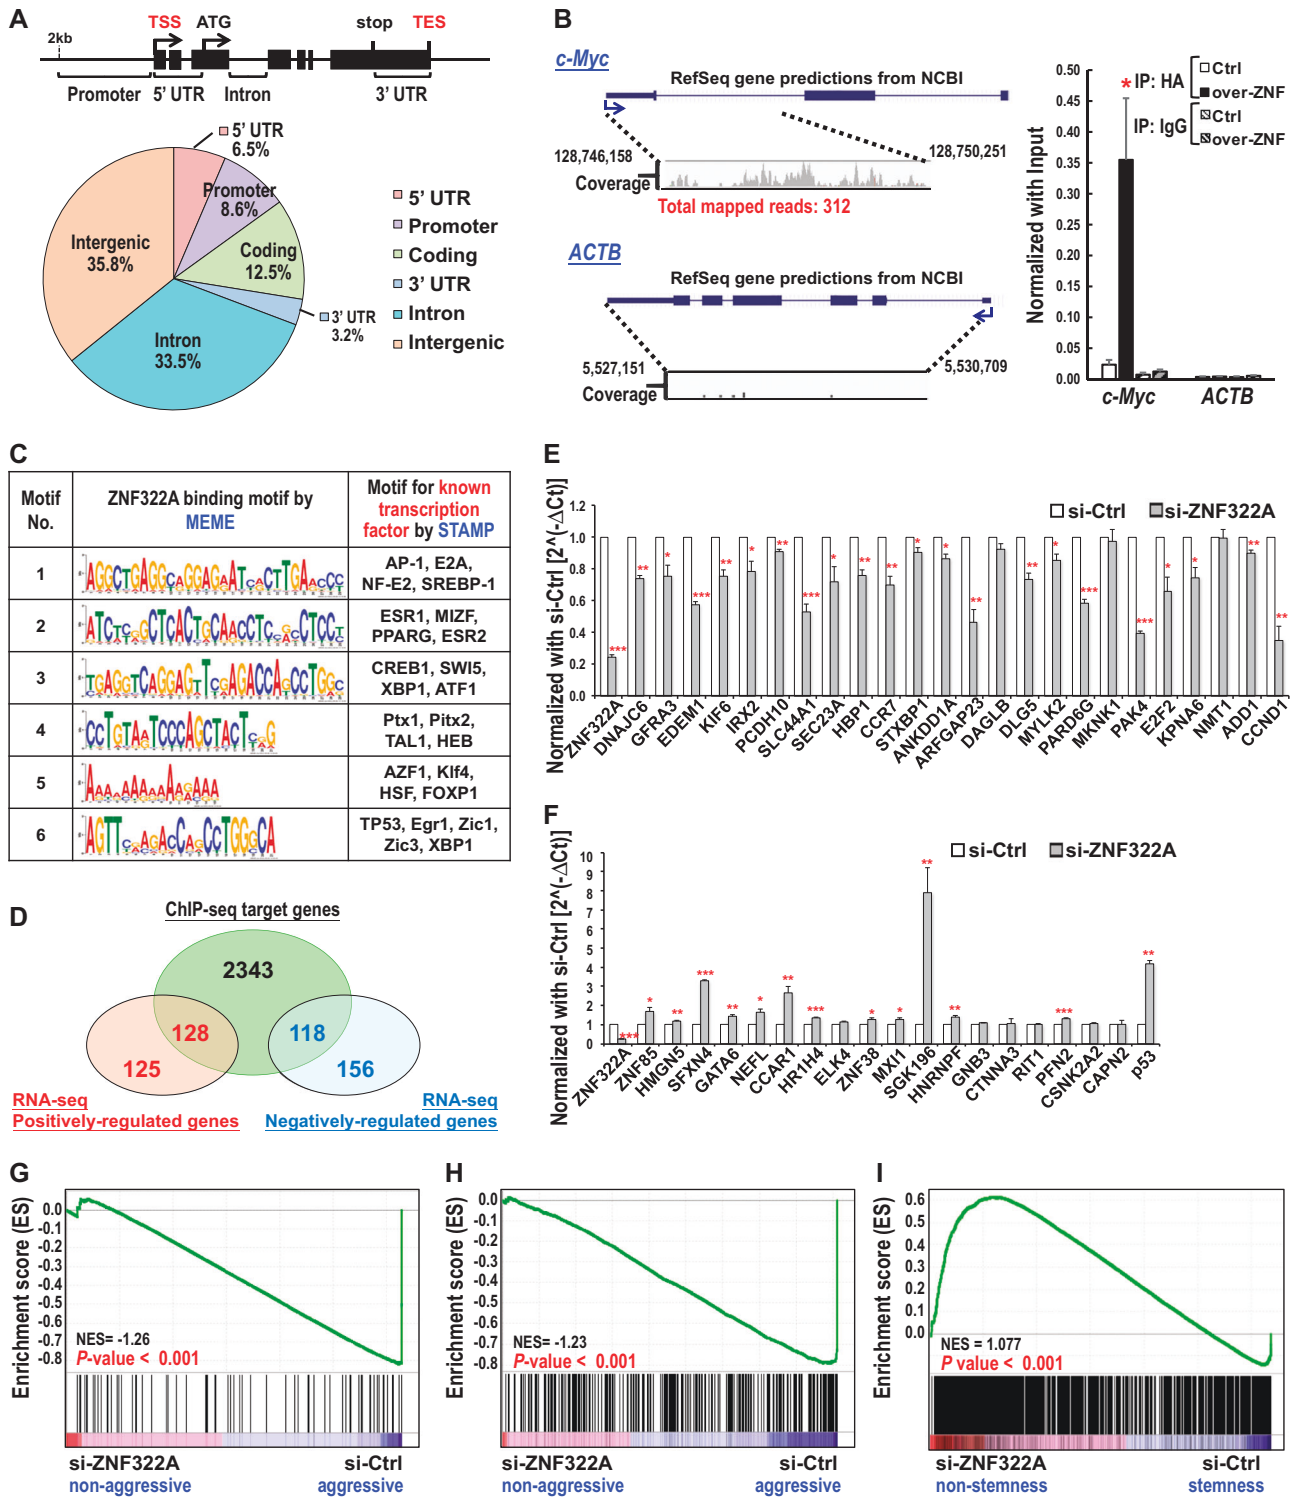 A
TSS
ATG
stop
TES
2kb
Promoter
5' UTR
Intron
3' UTR
5' UTR
6.5%
Promoter
8.6%
Coding
12.5%
3' UTR
3.2%
Intron
33.5%
Intergenic
35.8%
5' UTR
Promoter
Coding
3' UTR
Intron
Intergenic
B
c-Myc
RefSeq gene predictions from NCBI
128,746,158
128,750,251
Coverage
Total mapped reads: 312
ACTB
RefSeq gene predictions from NCBI
5,527,151
5,530,709
Coverage
Normalized with Input
0.50
0.45
0.40
0.35
0.30
0.25
0.20
0.15
0.10
0.05
0.00
*
IP: HA
Ctrl
over-ZNF
IP: IgG
Ctrl
over-ZNF
c-Myc
ACTB
C
Motif No.
ZNF322A binding motif by MEME
Motif for known transcription factor by STAMP
1
AGGCTGAGGCAGGAGAATCACTTGAACCC
AP-1, E2A,
NF-E2, SREBP-1
2
ATCTCGGCTCACTGCAACCTCCGCCTCCT
ESR1, MIZF,
PPARG, ESR2
3
TGAGGTCAGGAGTTCGAGACCAGCCTGGC
CREB1, SWI5,
XBP1, ATF1
4
CCTGTAATCCCAGCTACTCGG
Ptx1, Pitx2,
TAL1, HEB
5
AAAAAAAAAAGAAA
AZF1, Klf4,
HSF, FOXP1
6
AGTTCGAGACCAGCCTGGGCA
TP53, Egr1, Zic1,
Zic3, XBP1
D
ChIP-seq target genes
2343
128
118
125
156
RNA-seq
Positively-regulated genes
RNA-seq
Negatively-regulated genes
E
Normalized with si-Ctrl [2^(-ΔCt)]
si-Ctrl
si-ZNF322A
1.2
1.0
0.8
0.6
0.4
0.2
0.0
*** ** * *** ** * ** *** * ** ** * * ** ** * *** *** * * ** **
ZNF322A
DNAJC6
GFRA3
EDEM1
KIF6
IRX2
PCDH10
SLC44A1
SEC23A
HBP1
CCR7
STXBP1
ANKDD1A
ARFGAP23
DAGLB
DLG5
MYLK2
PARD6G
MKNK1
PAK4
E2F2
KPNA6
NMT1
ADD1
CCND1
F
Normalized with si-Ctrl [2^(-ΔCt)]
si-Ctrl
si-ZNF322A
10
9
8
7
6
5
4
3
2
1
0
*** * ** *** ** * ** *** * * ** ** *** **
ZNF322A
ZNF85
HMGN5
SFXN4
GATA6
NEFL
CCAR1
HR1H4
ELK4
ZNF38
MXI1
SGK196
HNRNPF
GNB3
CTNNA3
RIT1
PFN2
CSNK2A2
CAPN2
p53
G
Enrichment score (ES)
0.0
-0.1
-0.2
-0.3
-0.4
-0.5
-0.6
-0.7
-0.8
NES= -1.26
P-value < 0.001
si-ZNF322A
si-Ctrl
non-aggressive
aggressive
H
Enrichment score (ES)
0.0
-0.1
-0.2
-0.3
-0.4
-0.5
-0.6
-0.7
-0.8
NES= -1.23
P-value < 0.001
si-ZNF322A
si-Ctrl
non-aggressive
aggressive
I
Enrichment score (ES)
0.6
0.5
0.4
0.3
0.2
0.1
0.0
NES = 1.077
P value < 0.001
si-ZNF322A
si-Ctrl
non-stemness
stemness